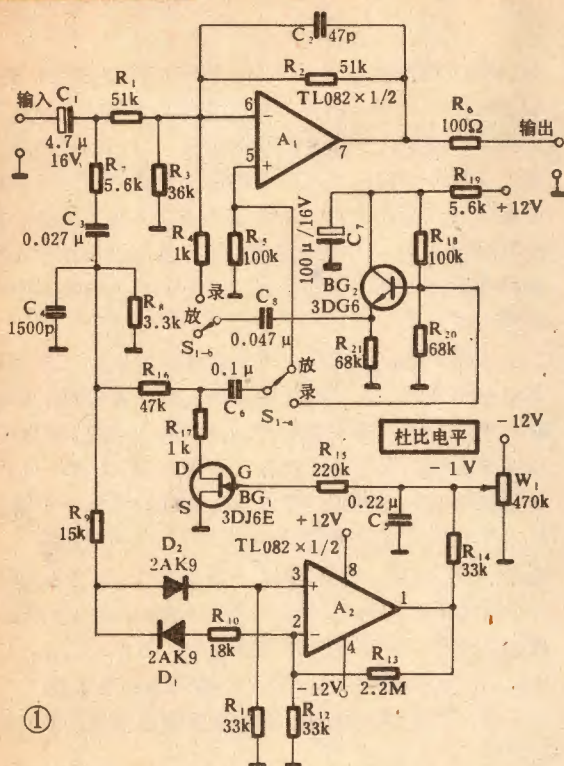 C₂
47p
R₂ 51k
TL082×1/2
输入
C₁
4.7μ
16V
R₁
51k
6
5
A₁
7
R₆
100Ω
输出
R₇
5.6k
R₃
36k
C₃
0.027μ
R₄
1k
R₅
100k
100μ/16V
C₇
R₁₉
5.6k
+12V
R₁₈
100k
BG₂
3DG6
C₄
1500p
R₈
3.3k
录
放
S₁₋b
C₈
0.047μ
R₂₁
68k
R₂₀
68k
放
录
S₁₋a
R₁₆
47k
0.1μ
C₆
R₁₇
1k
D
G
S
BG₁
3DJ6E
杜比电平
-12V
R₁₅
220k
-1V
W₁
470k
0.22μ
C₅
R₁₄
33k
R₉
15k
D₂
2AK9
+12V
TL082×1/2
8
3
2
A₂
1
4
R₁₀
18k
2AK9
D₁
-12V
R₁₃
2.2M
R₁₁
33k
R₁₂
33k
①